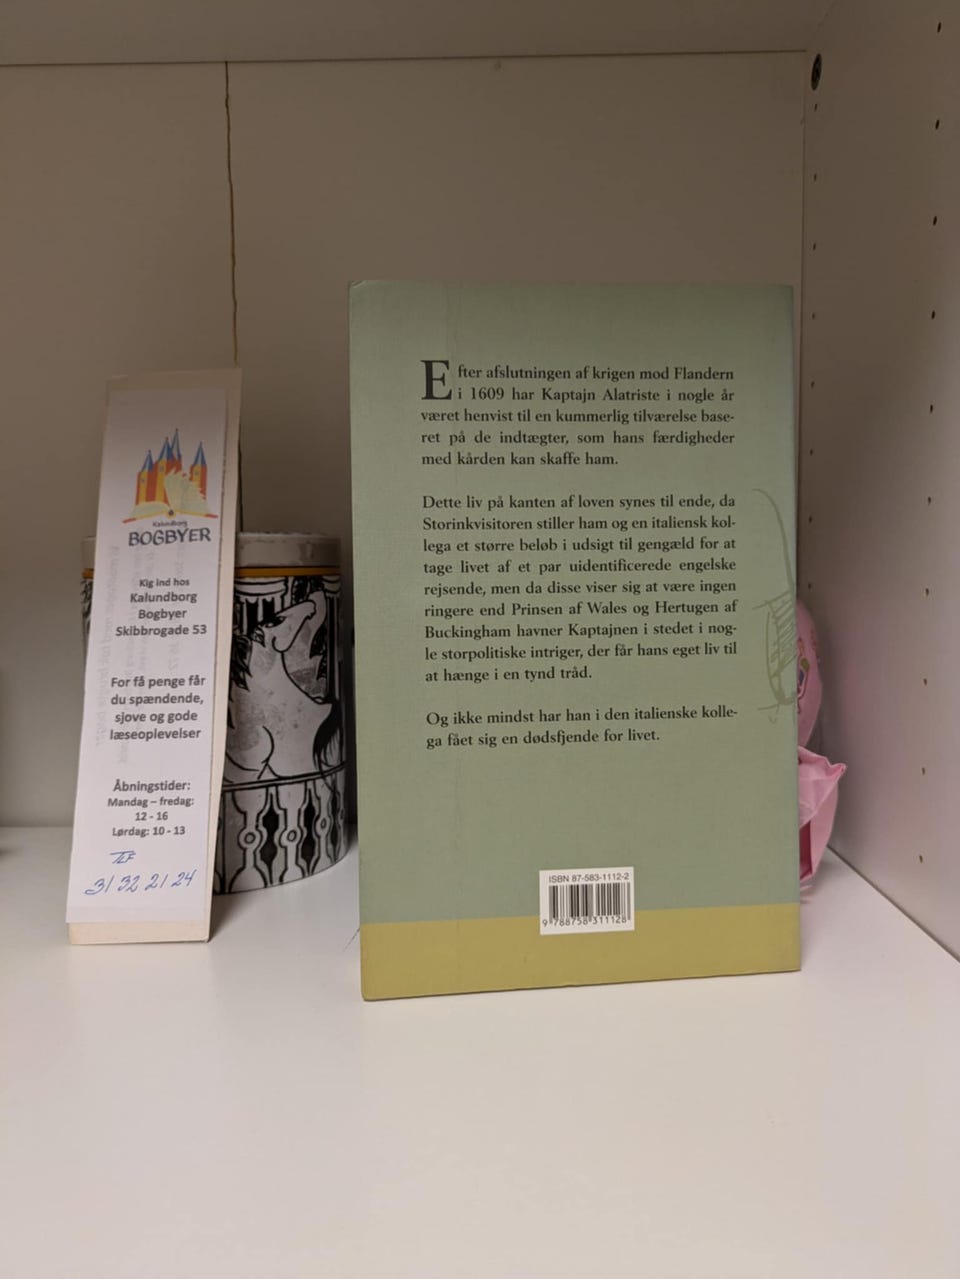 Kalundborg
BOGBYER
Kig ind hos
Kalundborg
Bogbyer
Skibbrogade 53
For få penge får
du spændende,
sjove og gode
læseoplevelser
Åbningstider:
Mandag – fredag:
12 - 16
Lørdag: 10 - 13
TLF
31 32 21 24
Efter afslutningen af krigen mod Flandern
i 1609 har Kaptajn Alatriste i nogle år
været henvist til en kummerlig tilværelse base-
ret på de indtægter, som hans færdigheder
med kården kan skaffe ham.
Dette liv på kanten af loven synes til ende, da
Storinkvisitoren stiller ham og en italiensk kol-
lega et større beløb i udsigt til gengæld for at
tage livet af et par uidentificerede engelske
rejsende, men da disse viser sig at være ingen
ringere end Prinsen af Wales og Hertugen af
Buckingham havner Kaptajnen i stedet i nog-
le storpolitiske intriger, der får hans eget liv til
at hænge i en tynd tråd.
Og ikke mindst har han i den italienske kolle-
ga fået sig en dødsfjende for livet.
ISBN 87-583-1112-2
9 788758 311128